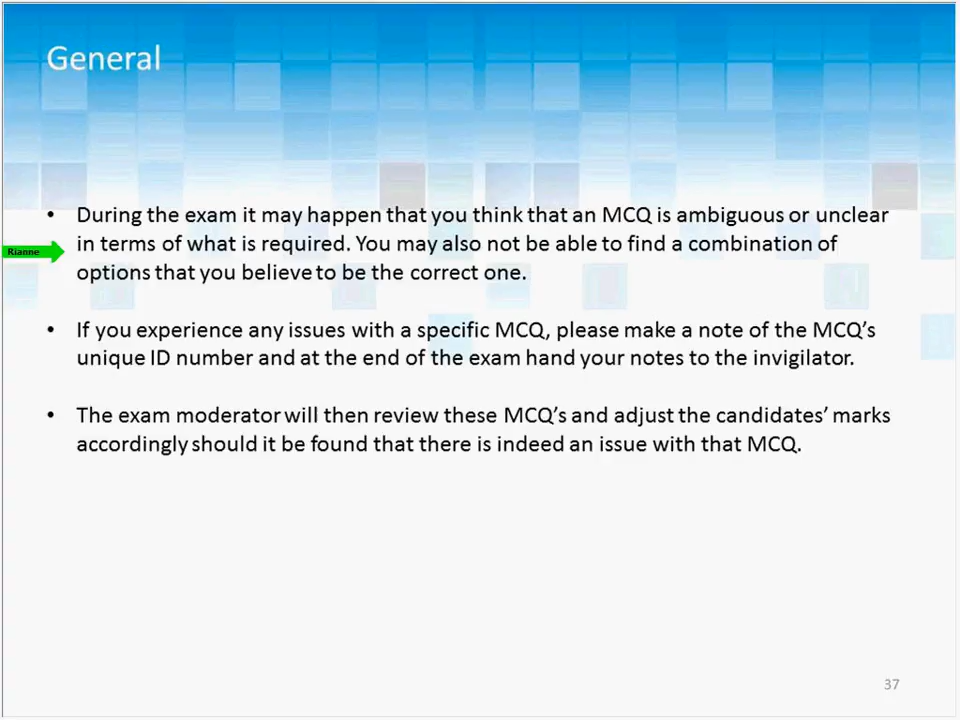 General
• During the exam it may happen that you think that an MCQ is ambiguous or unclear
in terms of what is required. You may also not be able to find a combination of
Rianne
options that you believe to be the correct one.
• If you experience any issues with a specific MCQ, please make a note of the MCQ's
unique ID number and at the end of the exam hand your notes to the invigilator.
• The exam moderator will then review these MCQ's and adjust the candidates' marks
accordingly should it be found that there is indeed an issue with that MCQ.
37